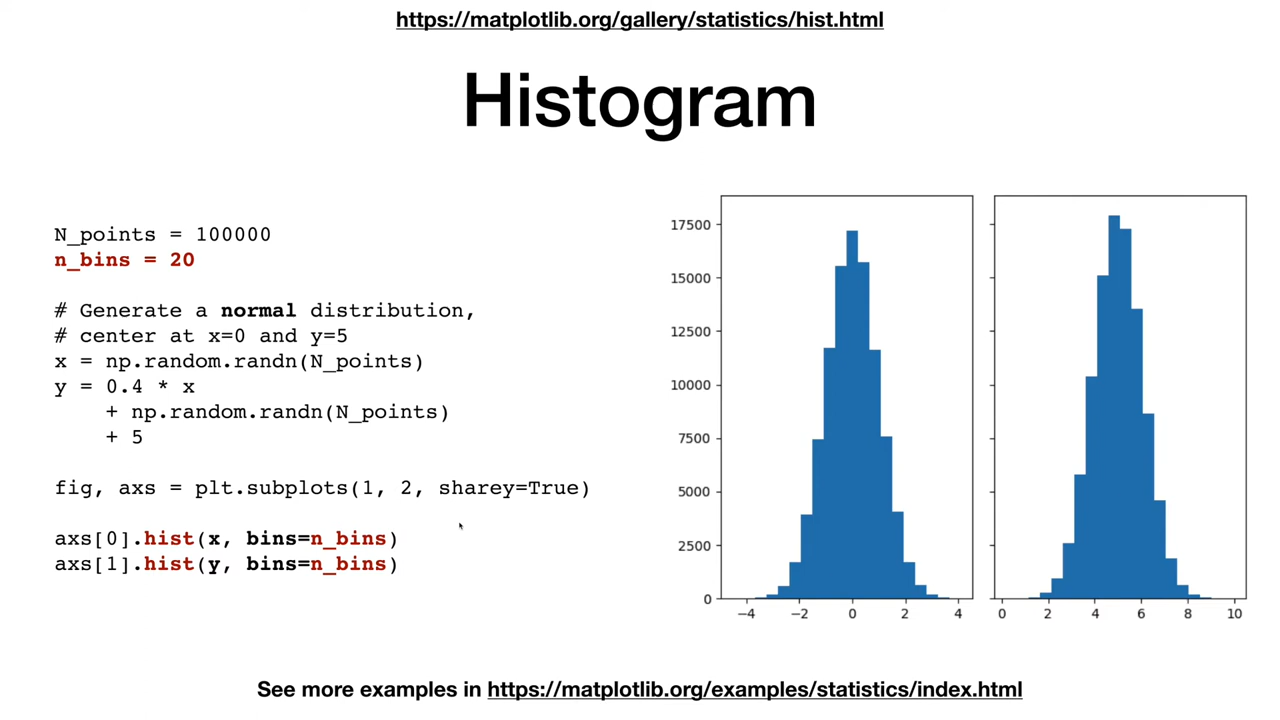 https://matplotlib.org/gallery/statistics/hist.html
Histogram
N_points = 100000
n_bins = 20
# Generate a normal distribution,
# center at x=0 and y=5
x = np.random.randn(N_points)
y = 0.4 * x
+ np.random.randn(N_points)
+ 5
fig, axs = plt.subplots(1, 2, sharey=True)
axs[0].hist(x, bins=n_bins)
axs[1].hist(y, bins=n_bins)
17500
15000
12500
10000
7500
5000
2500
0
−4 −2 0 2 4
0 2 4 6 8 10
See more examples in https://matplotlib.org/examples/statistics/index.html